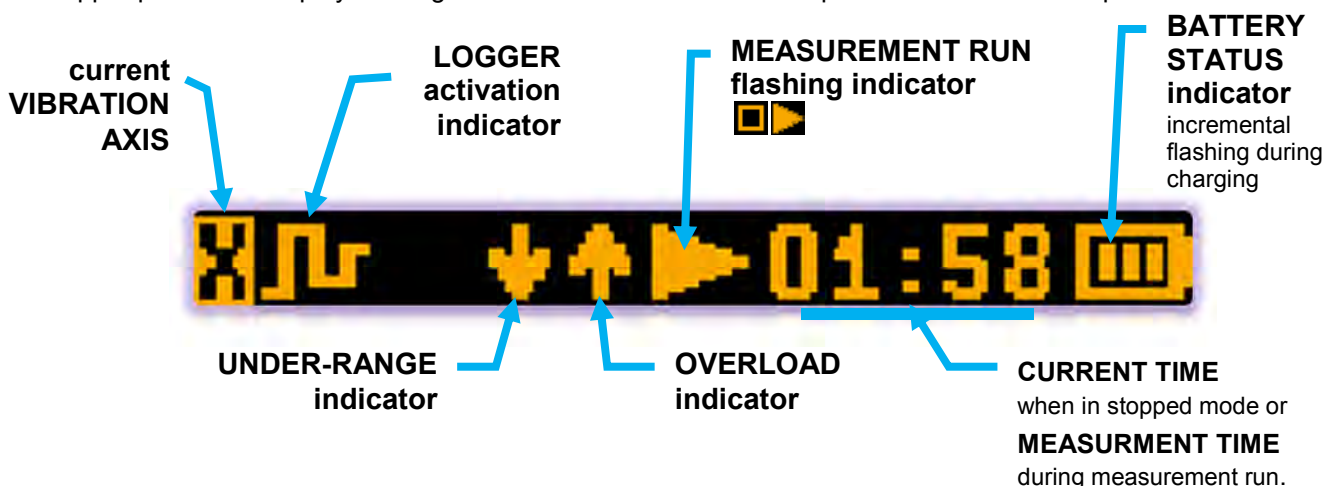 BATTERY
STATUS
indicator
incremental
flashing during
charging
MEASUREMENT RUN
flashing indicator
LOGGER
activation
indicator
current
VIBRATION
AXIS
X 01:58
UNDER-RANGE
indicator
OVERLOAD
indicator
CURRENT TIME
when in stopped mode or
MEASURMENT TIME
during measurement run.